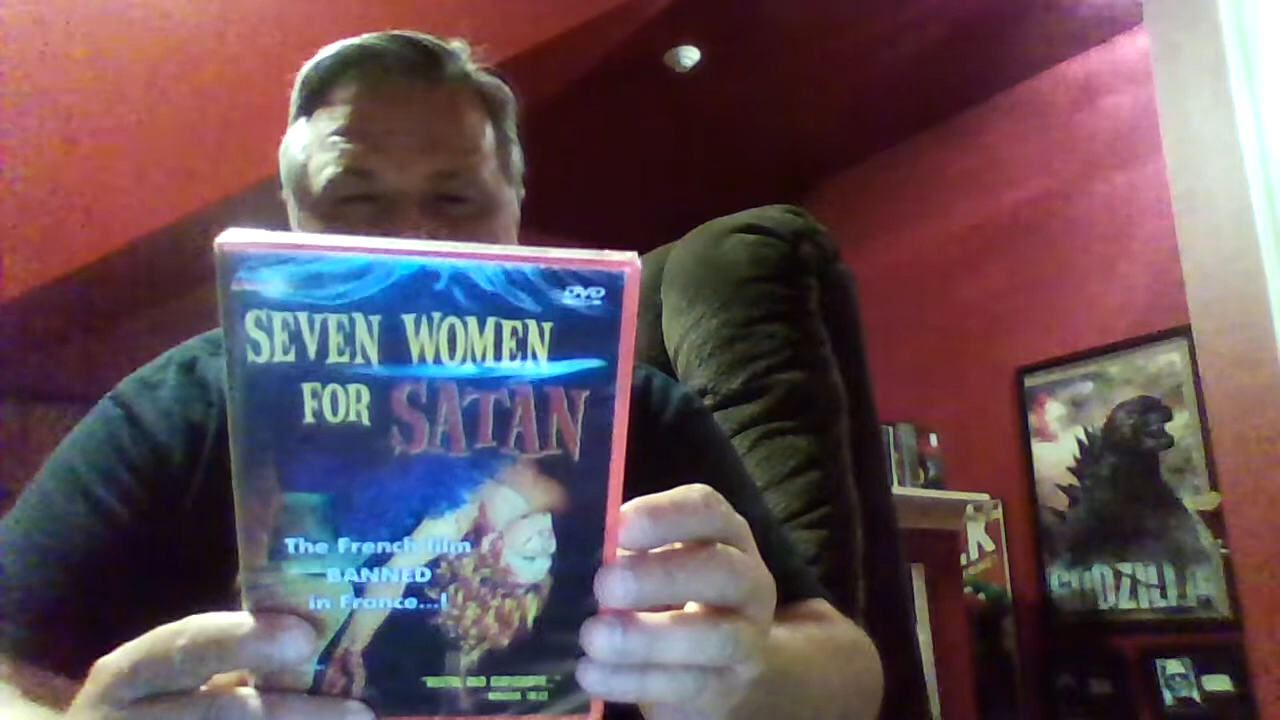 DVD
SEVEN WOMEN
FOR SATAN
The French film
BANNED
in France...!
GODZILLA